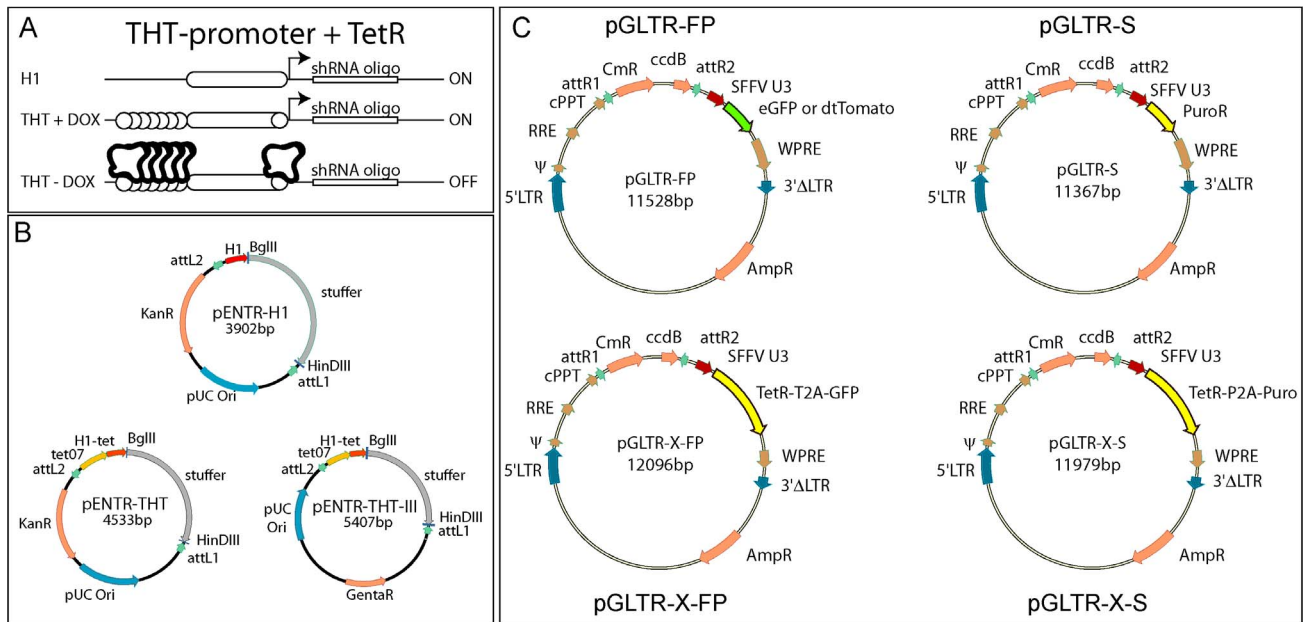 A
THT-promoter + TetR
H1
shRNA oligo
ON
THT + DOX
shRNA oligo
ON
THT - DOX
shRNA oligo
OFF
B
attL2
H1
BglII
stuffer
KanR
pENTR-H1
3902bp
HinDIII
attL1
pUC Ori
H1-tet
BglII
tet07
attL2
stuffer
pENTR-THT
4533bp
KanR
HinDIII
attL1
pUC Ori
H1-tet
BglII
tet07
attL2
stuffer
pUC
Ori
pENTR-THT-III
5407bp
HinDIII
attL1
GentaR
C
pGLTR-FP
ccdB
CmR
attR2
attR1
SFFV U3
cPPT
eGFP or dtTomato
RRE
WPRE
Ψ
pGLTR-FP
11528bp
5'LTR
3'ΔLTR
AmpR
pGLTR-S
ccdB
CmR
attR2
attR1
SFFV U3
cPPT
PuroR
RRE
WPRE
Ψ
pGLTR-S
11367bp
5'LTR
3'ΔLTR
AmpR
ccdB
CmR
attR2
attR1
SFFV U3
cPPT
TetR-T2A-GFP
RRE
Ψ
pGLTR-X-FP
12096bp
WPRE
5'LTR
3'ΔLTR
AmpR
pGLTR-X-FP
ccdB
CmR
attR2
attR1
SFFV U3
cPPT
TetR-P2A-Puro
RRE
Ψ
pGLTR-X-S
11979bp
WPRE
5'LTR
3'ΔLTR
AmpR
pGLTR-X-S